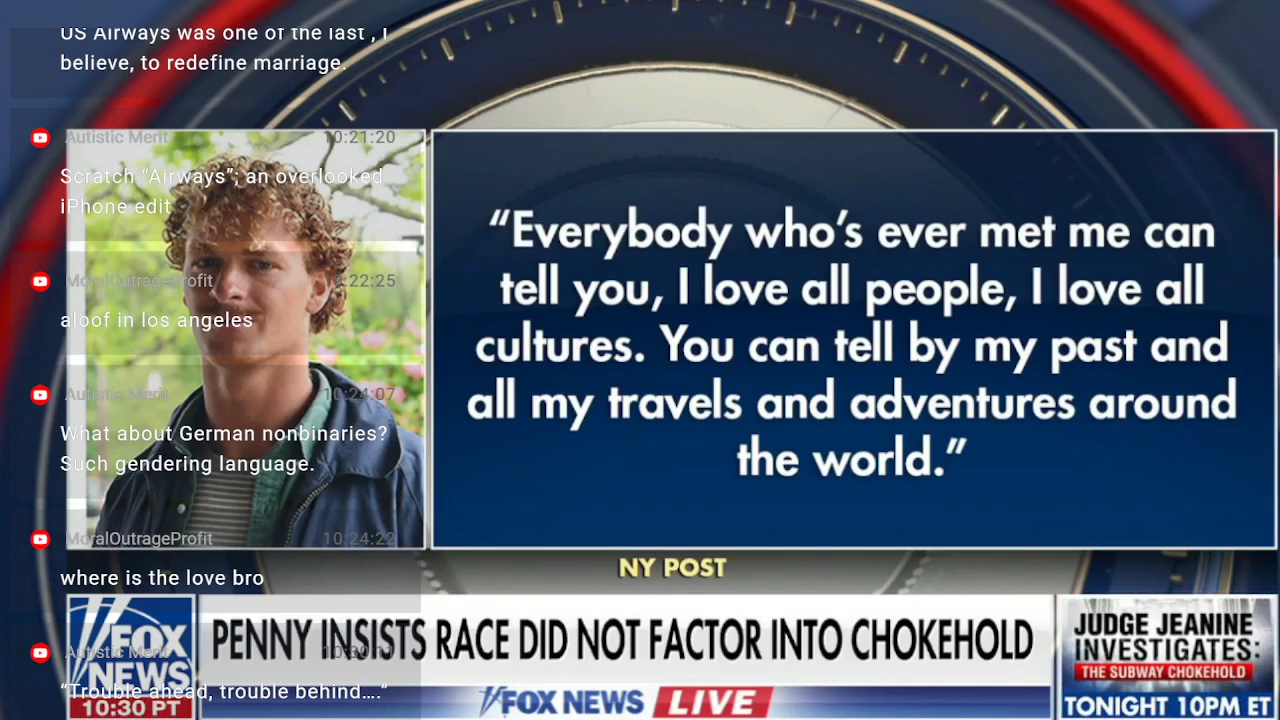 US Airways was one of the last , I
believe, to redefine marriage.
Autistic Merit 10:21:20
Scratch “Airways”; an overlooked
iPhone edit
MoralOutrageProfit 10:22:25
aloof in los angeles
Autistic Merit 10:24:07
What about German nonbinaries?
Such gendering language.
MoralOutrageProfit 10:24:22
where is the love bro
Autistic Merit
“Trouble ahead, trouble behind....“
“Everybody who’s ever met me can
tell you, I love all people, I love all
cultures. You can tell by my past and
all my travels and adventures around
the world.”
NY POST
FOX
NEWS
10:30 PT
PENNY INSISTS RACE DID NOT FACTOR INTO CHOKEHOLD
FOX NEWS LIVE
JUDGE JEANINE
INVESTIGATES:
THE SUBWAY CHOKEHOLD
TONIGHT 10PM ET